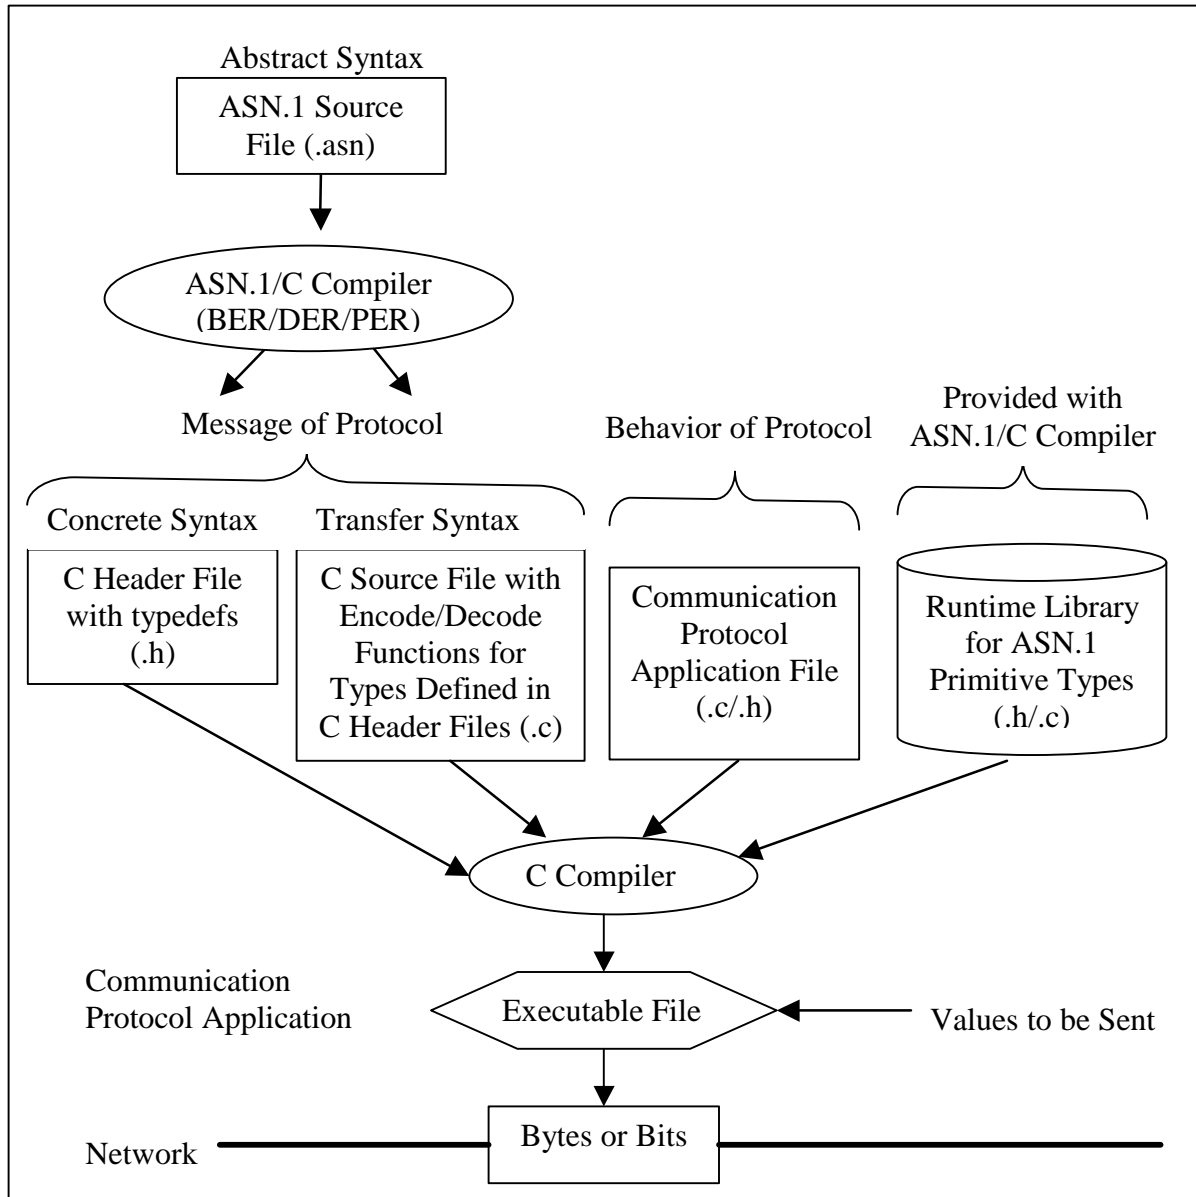 Abstract Syntax
ASN.1 Source
File (.asn)
ASN.1/C Compiler
(BER/DER/PER)
Message of Protocol
Behavior of Protocol
Provided with
ASN.1/C Compiler
Concrete Syntax
Transfer Syntax
C Header File
with typedefs
(.h)
C Source File with
Encode/Decode
Functions for
Types Defined in
C Header Files (.c)
Communication
Protocol
Application File
(.c/.h)
Runtime Library
for ASN.1
Primitive Types
(.h/.c)
C Compiler
Communication
Protocol Application
Executable File
Values to be Sent
Bytes or Bits
Network